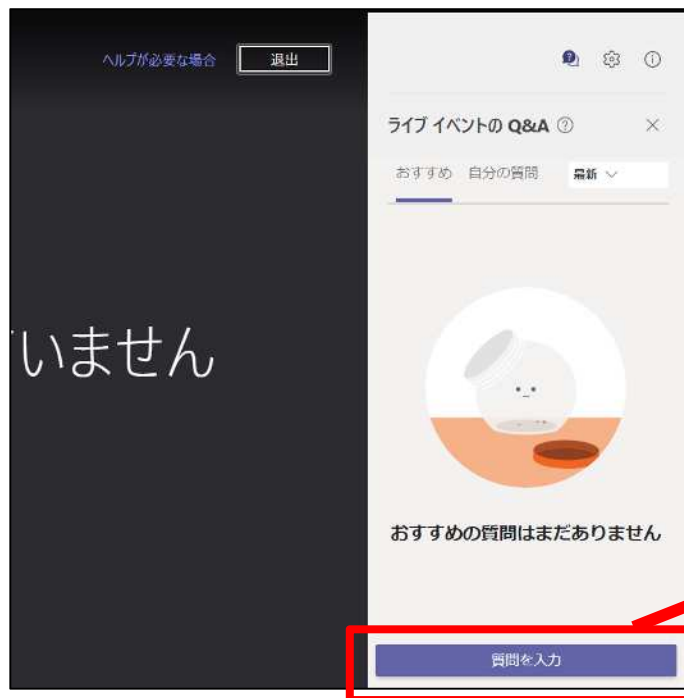 ヘルプが必要な場合 退出
ライブ イベントの Q&A
おすすめ 自分の質問 最新
いません
おすすめの質問はまだありません
質問を入力